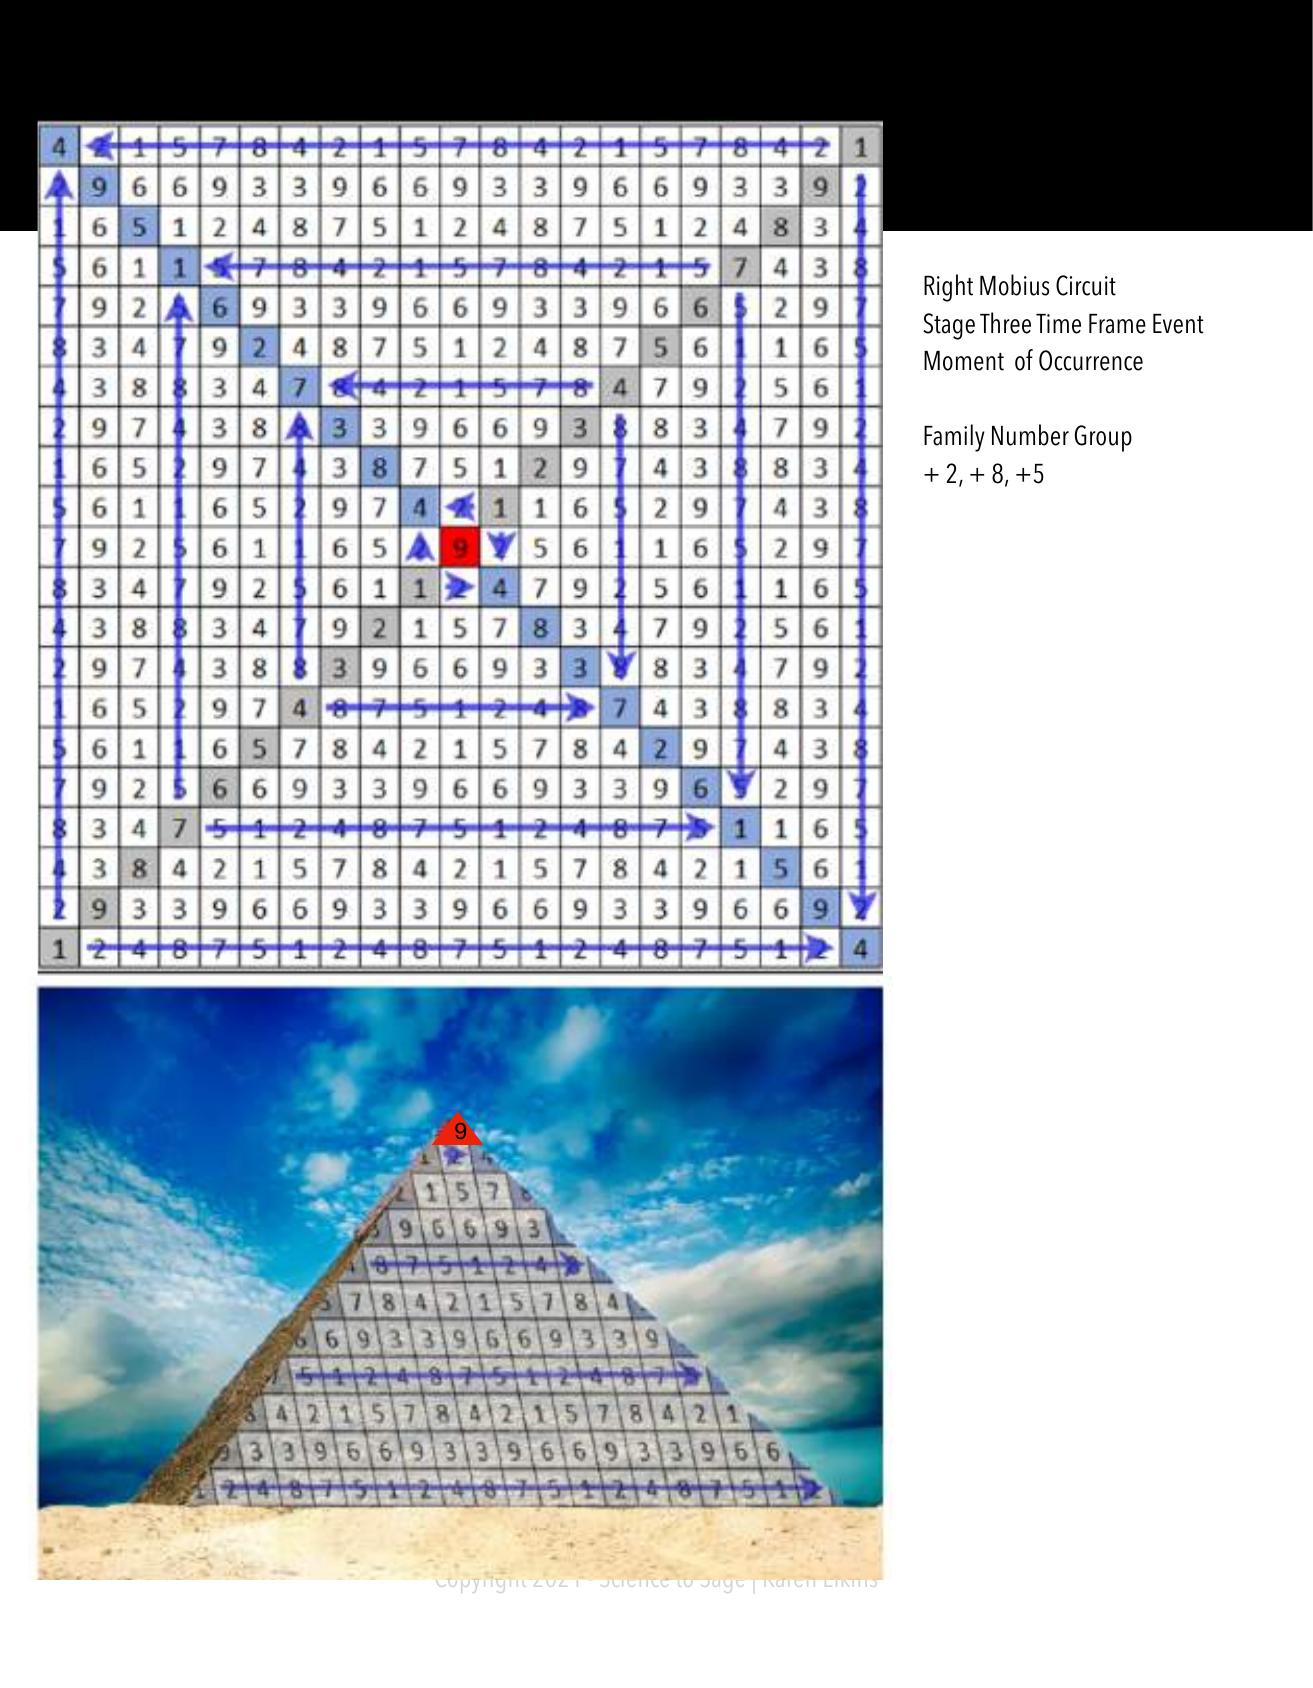 4 2 1 5 7 8 4 2 1 5 7 8 4 2 1 5 7 8 4 2 1
2 9 6 6 9 3 3 9 6 6 9 3 3 9 6 6 9 3 3 9 2
1 6 5 1 2 4 8 7 5 1 2 4 8 7 5 1 2 4 8 3 4
5 6 1 1 5 7 8 4 2 1 5 7 8 4 2 1 5 7 4 3 8
7 9 2 5 6 9 3 3 9 6 6 9 3 3 9 6 6 5 2 9 7
8 3 4 7 9 2 4 8 7 5 1 2 4 8 7 5 6 1 1 6 5
4 3 8 8 3 4 7 8 4 2 1 5 7 8 4 7 9 2 5 6 1
2 9 7 4 3 8 8 3 3 9 6 6 9 3 8 8 3 4 7 9 2
1 6 5 2 9 7 4 3 8 7 5 1 2 9 7 4 3 8 8 3 4
5 6 1 1 6 5 2 9 7 4 2 1 1 6 5 2 9 7 4 3 8
7 9 2 5 6 1 1 6 5 2 9 2 5 6 1 1 6 5 2 9 7
8 3 4 7 9 2 5 6 1 1 2 4 7 9 2 5 6 1 1 6 5
4 3 8 8 3 4 7 9 2 1 5 7 8 3 4 7 9 2 5 6 1
2 9 7 4 3 8 8 3 9 6 6 9 3 3 8 8 3 4 7 9 2
1 6 5 2 9 7 4 8 7 5 1 2 4 8 7 4 3 8 8 3 4
5 6 1 1 6 5 7 8 4 2 1 5 7 8 4 2 9 7 4 3 8
7 9 2 5 6 6 9 3 3 9 6 6 9 3 3 9 6 5 2 9 7
8 3 4 7 5 1 2 4 8 7 5 1 2 4 8 7 5 1 1 6 5
4 3 8 4 2 1 5 7 8 4 2 1 5 7 8 4 2 1 5 6 1
2 9 3 3 9 6 6 9 3 3 9 6 6 9 3 3 9 6 6 9 2
1 2 4 8 7 5 1 2 4 8 7 5 1 2 4 8 7 5 1 2 4
Right Mobius Circuit
Stage Three Time Frame Event
Moment of Occurrence
Family Number Group
+ 2, + 8, +5
9
1 2 4
2 1 5 7 8
3 9 6 6 9 3
8 7 5 1 2 4 8
5 7 8 4 2 1 5 7 8 4
6 6 9 3 3 9 6 6 9 3 3 9
7 5 1 2 4 8 7 5 1 2 4 8 7 5
8 4 2 1 5 7 8 4 2 1 5 7 8 4 2 1
9 3 3 9 6 6 9 3 3 9 6 6 9 3 3 9 6 6
1 2 4 8 7 5 1 2 4 8 7 5 1 2 4 8 7 5 1 2
Copyright 2021 Science to Sage | Karen Elkins